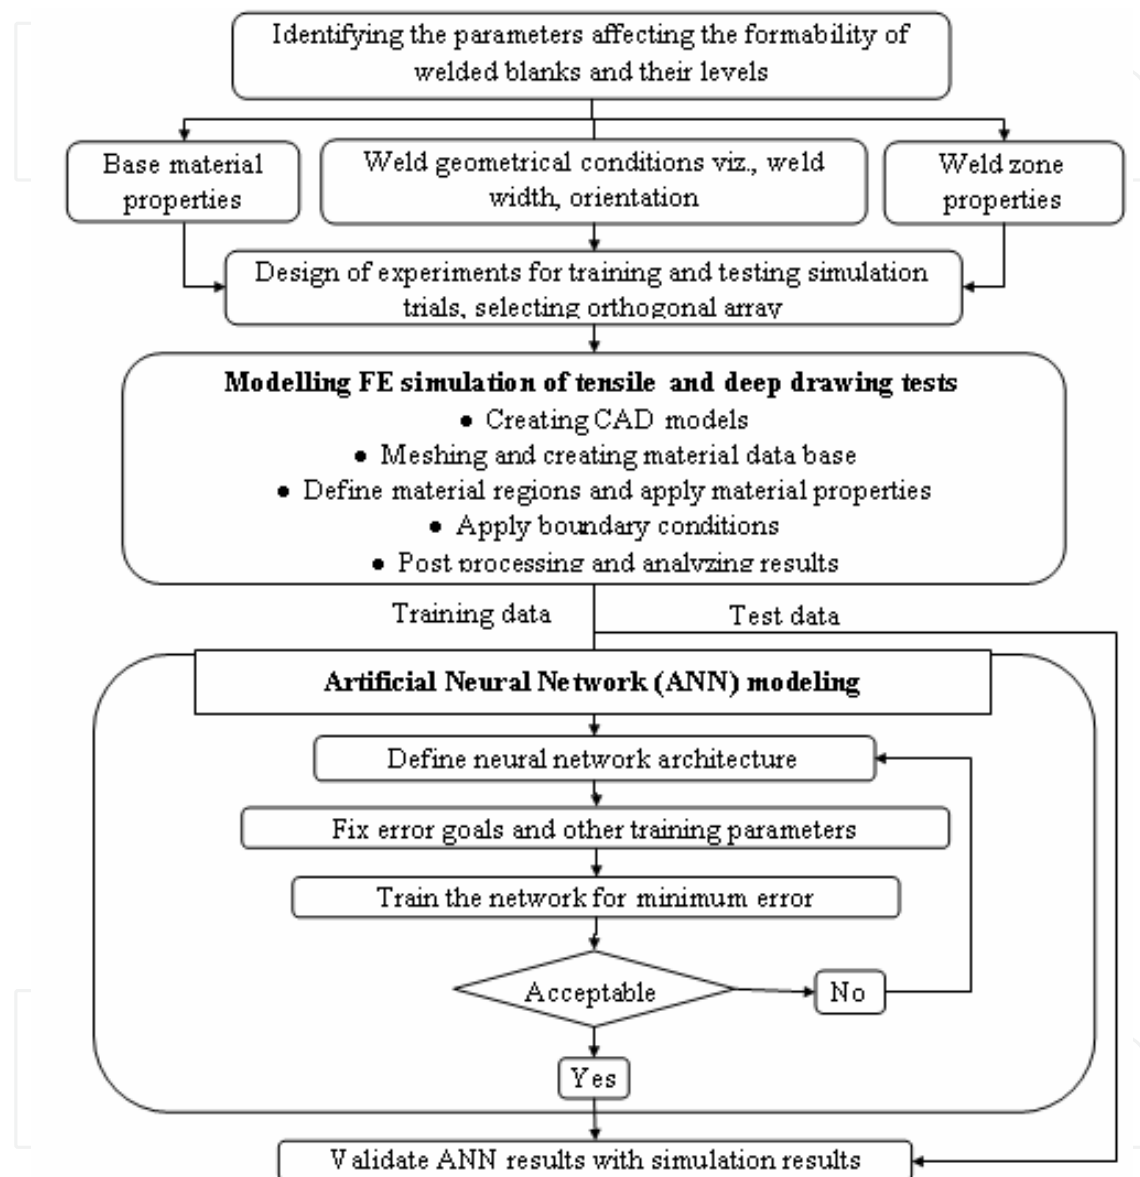 Identifying the parameters affecting the formability of
welded blanks and their levels
Base material
properties
Weld geometrical conditions viz., weld
width, orientation
Weld zone
properties
Design of experiments for training and testing simulation
trials, selecting orthogonal array
Modelling FE simulation of tensile and deep drawing tests
● Creating CAD models
● Meshing and creating material data base
● Define material regions and apply material properties
● Apply boundary conditions
● Post processing and analyzing results
Training data
Test data
Artificial Neural Network (ANN) modeling
Define neural network architecture
Fix error goals and other training parameters
Train the network for minimum error
Acceptable
No
Yes
Validate ANN results with simulation results